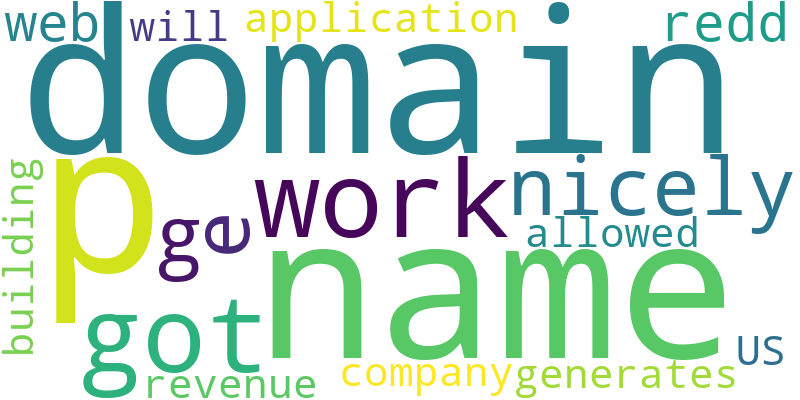 web will application redd
domain
p work nicely
ge e allowed
building name
got US
revenue company generates